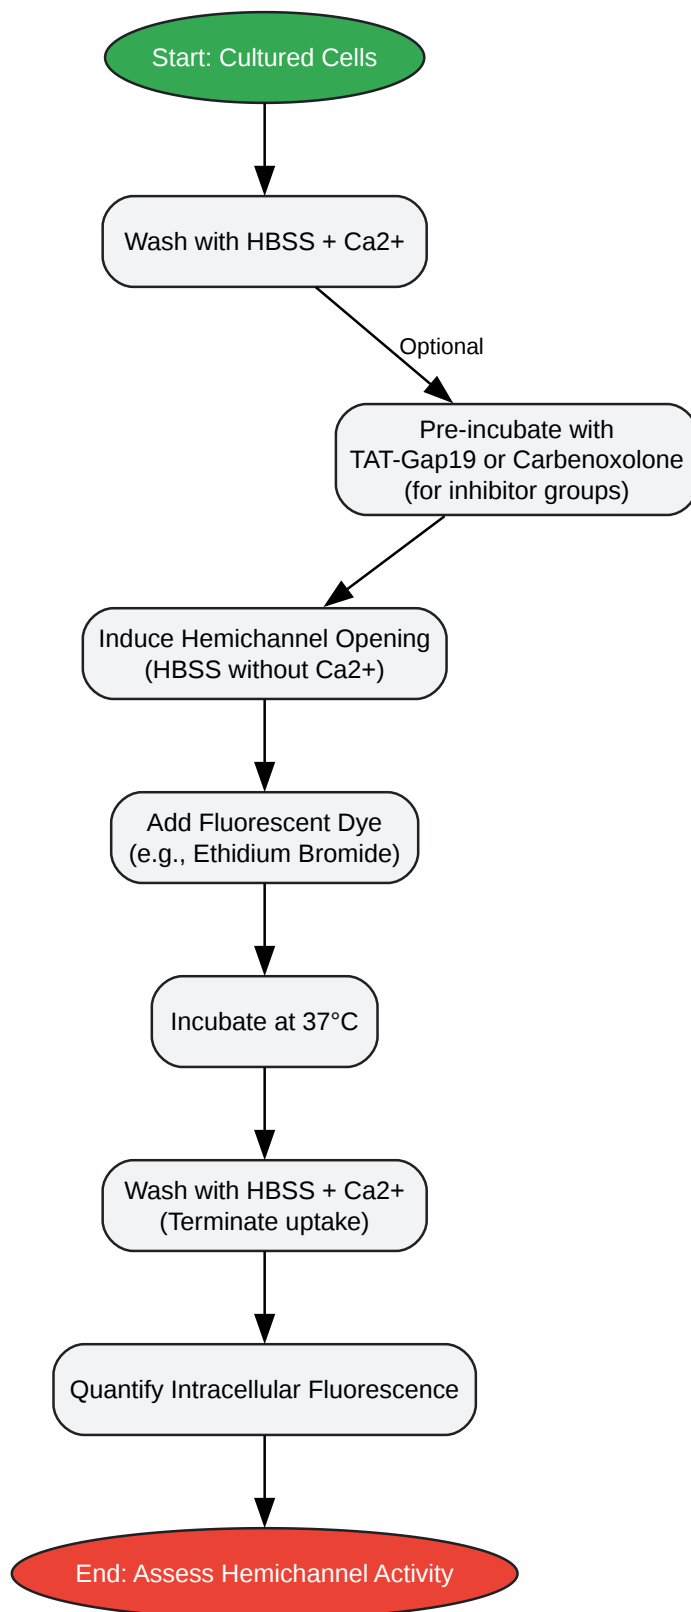 Start: Cultured Cells
Wash with HBSS + Ca2+
Optional
Pre-incubate with
TAT-Gap19 or Carbenoxolone
(for inhibitor groups)
Induce Hemichannel Opening
(HBSS without Ca2+)
Add Fluorescent Dye
(e.g., Ethidium Bromide)
Incubate at 37°C
Wash with HBSS + Ca2+
(Terminate uptake)
Quantify Intracellular Fluorescence
End: Assess Hemichannel Activity